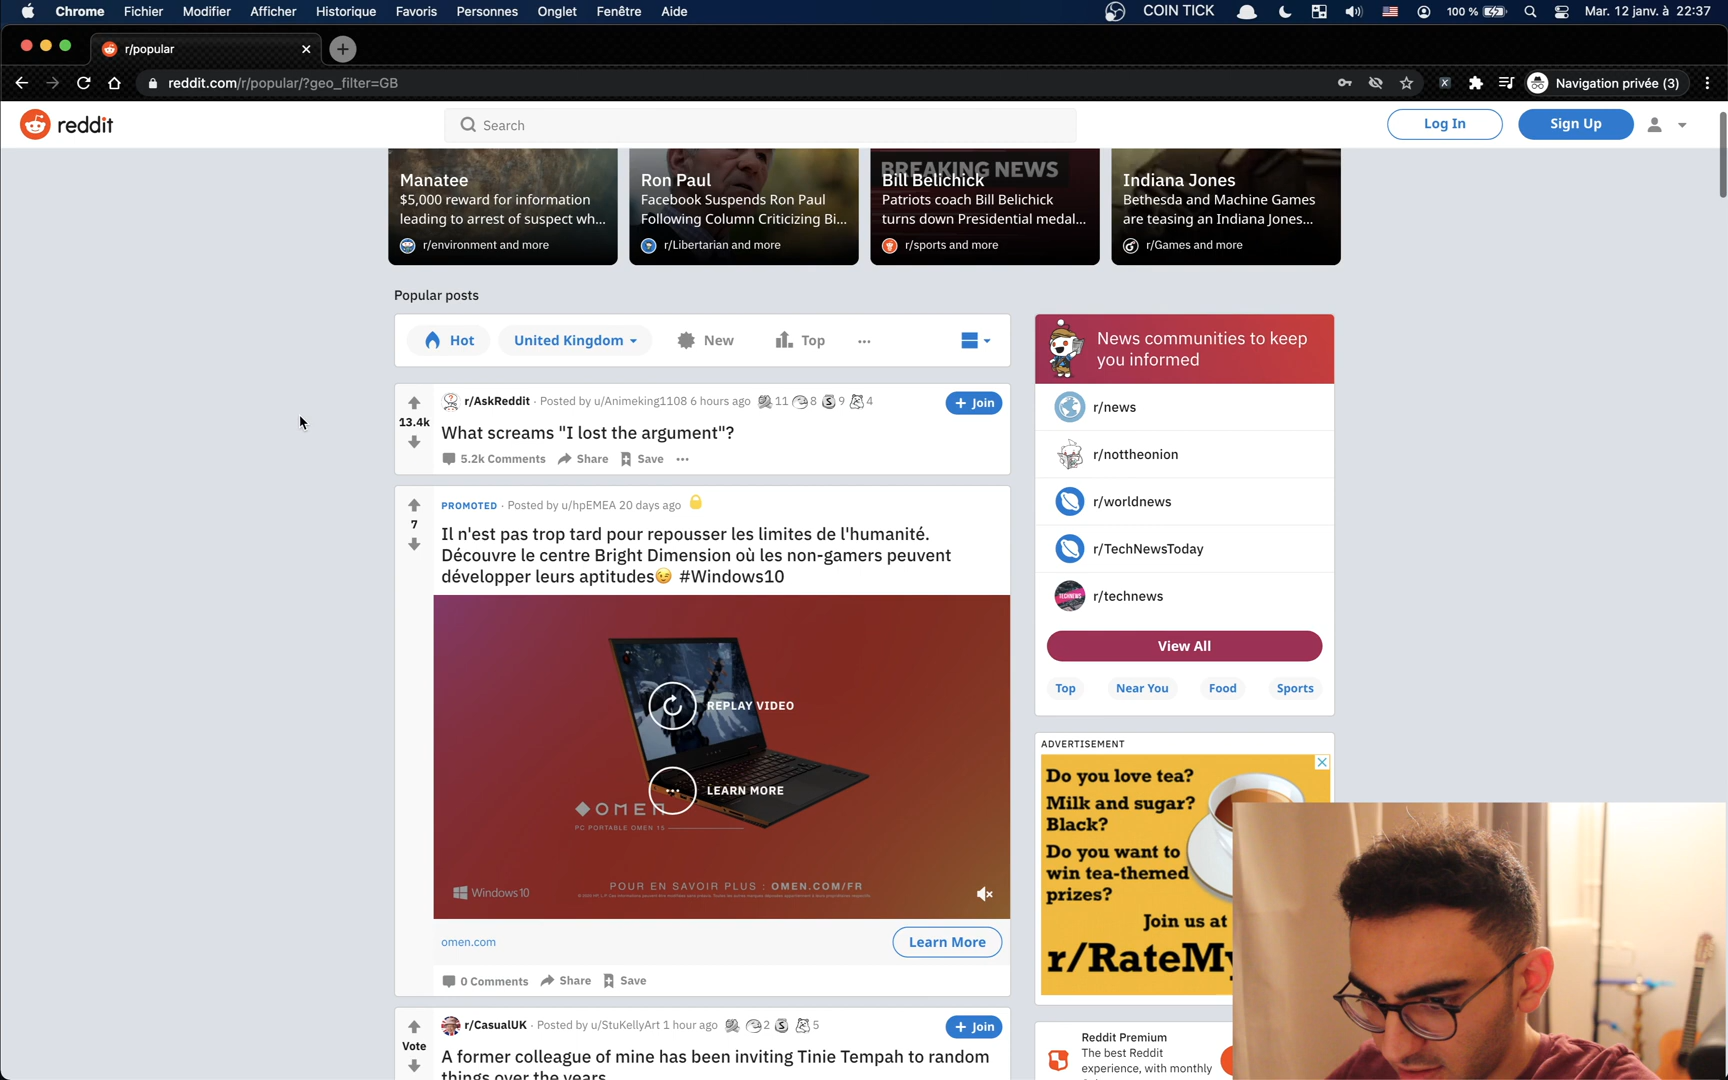 Chrome Fichier Modifier Afficher Historique Favoris Personnes Onglet Fenêtre Aide COIN TICK 100 % Mar. 12 janv. à 22:37
r/popular
reddit.com/r/popular/?geo_filter=GB Navigation privée (3)
reddit Search Log In Sign Up
BREAKING NEWS
Manatee
$5,000 reward for information
leading to arrest of suspect wh...
r/environment and more
Ron Paul
Facebook Suspends Ron Paul
Following Column Criticizing Bi...
r/Libertarian and more
Bill Belichick
Patriots coach Bill Belichick
turns down Presidential medal...
r/sports and more
Indiana Jones
Bethesda and Machine Games
are teasing an Indiana Jones...
r/Games and more
Popular posts
Hot United Kingdom New Top ...
r/AskReddit · Posted by u/Animeking1108 6 hours ago 11 8 9 4 + Join
13.4k
What screams "I lost the argument"?
5.2k Comments Share Save ...
PROMOTED · Posted by u/hpEMEA 20 days ago
7
Il n'est pas trop tard pour repousser les limites de l'humanité.
Découvre le centre Bright Dimension où les non-gamers peuvent
développer leurs aptitudes😉 #Windows10
REPLAY VIDEO
LEARN MORE
OMEN
PC PORTABLE OMEN 15
Windows10
POUR EN SAVOIR PLUS : OMEN.COM/FR
omen.com Learn More
0 Comments Share Save
r/CasualUK · Posted by u/StuKellyArt 1 hour ago 2 5 + Join
Vote
A former colleague of mine has been inviting Tinie Tempah to random
things over the years
News communities to keep
you informed
r/news
r/nottheonion
r/worldnews
r/TechNewsToday
TECHNEWS
r/technews
View All
Top Near You Food Sports
ADVERTISEMENT
Do you love tea?
Milk and sugar?
Black?
Do you want to
win tea-themed
prizes?
Join us at
r/RateMy
Reddit Premium
The best Reddit
experience, with monthly